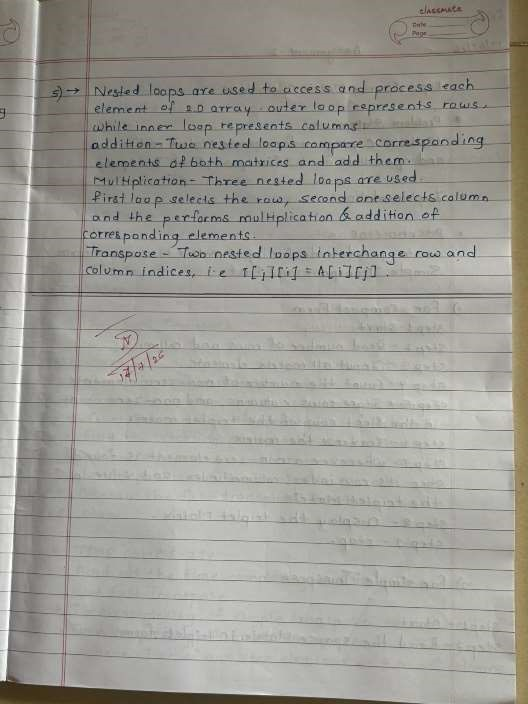 classmate
Date
Page
5) → Nested loops are used to access and process each
element of 2D array. outer loop represents rows,
while inner loop represents columns.
addition - Two nested loops compare corresponding
elements of both matrices and add them.
Multiplication - Three nested loops are used.
first loop selects the row, second one selects column
and the performs multiplication & addition of
corresponding elements.
Transpose - Two nested loops interchange row and
column indices, i.e T[j][i] = A[i][j].